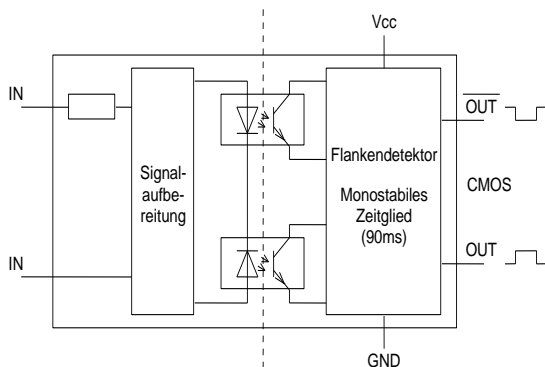 Vcc
IN
OUT
Signal-
aufbe-
reitung
Flankendetektor
Monostabiles
Zeitglied
(90ms)
CMOS
IN
OUT
GND